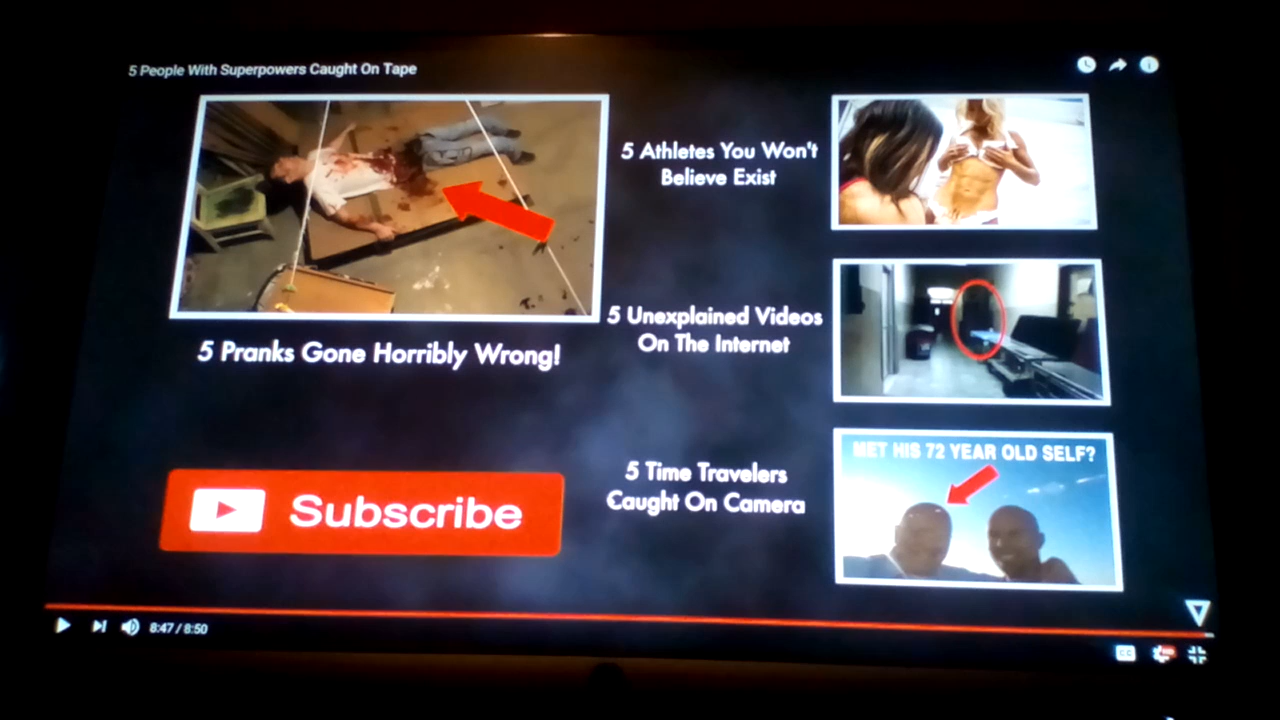 5 People With Superpowers Caught On Tape
5 Athletes You Won't
Believe Exist
5 Unexplained Videos
On The Internet
5 Pranks Gone Horribly Wrong!
MET HIS 72 YEAR OLD SELF?
5 Time Travelers
Caught On Camera
Subscribe
8:47 / 8:50
CC
HD